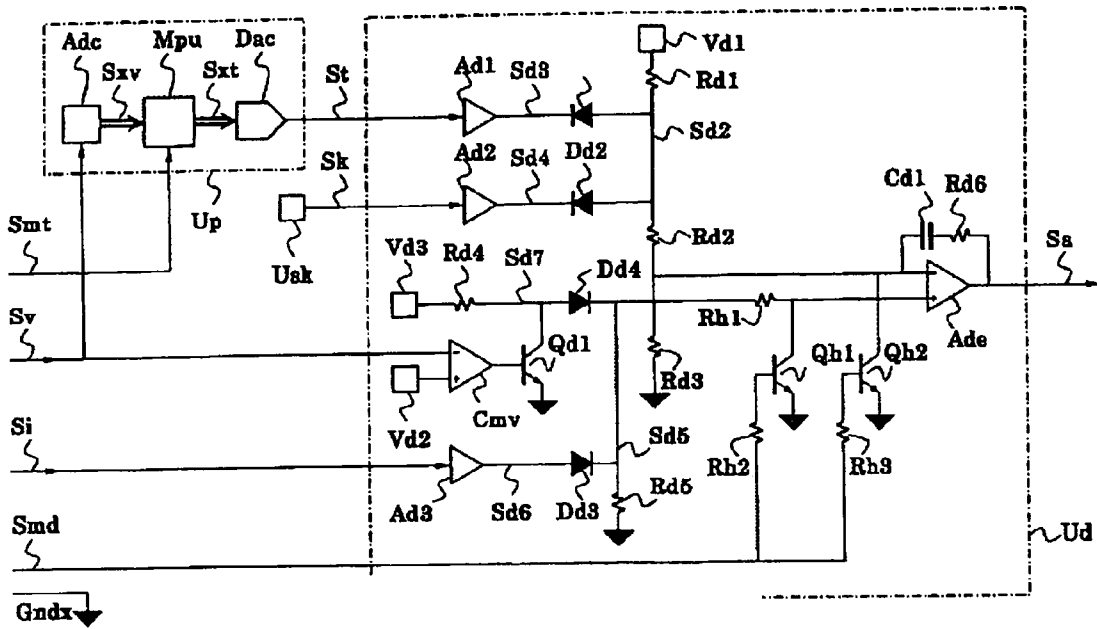 Adc
Mpu
Dac
Sxv
Sxt
St
Ad1
Sd3
Vd1
Rd1
Sd2
Sk
Ad2
Sd4
Dd2
Up
Usk
Smt
Vd3
Rd4
Sd7
Dd4
Rd2
Cd1
Rd6
Sa
Sv
Rh1
Ade
Qd1
Rd3
Qh1
Qh2
Vd2
Cmv
Si
Sd5
Rh2
Rh3
Ad3
Sd6
Dd3
Rd5
Smd
Ud
Gndx